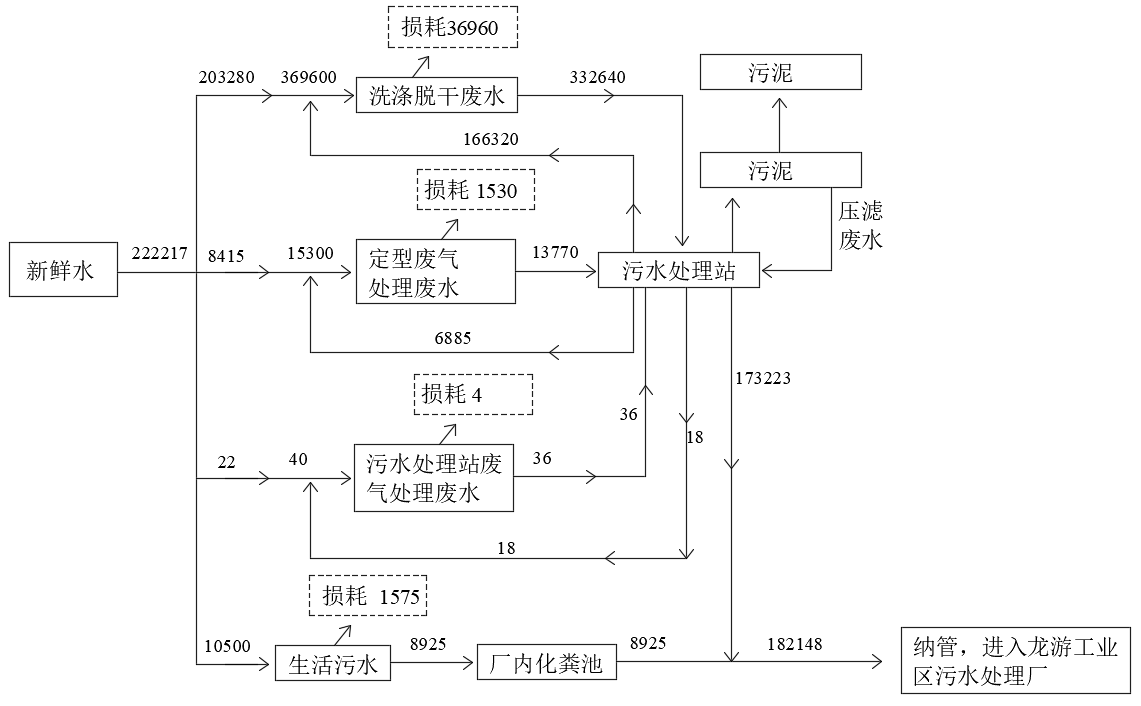 损耗36960
203280
369600
洗涤脱干废水
332640
污泥
166320
损耗 1530
污泥
压滤
废水
新鲜水
222217
8415
15300
定型废气
处理废水
13770
污水处理站
6885
损耗 4
173223
36
18
22
40
污水处理站废
气处理废水
36
18
损耗 1575
10500
生活污水
8925
厂内化粪池
8925
182148
纳管，进入龙游工业
区污水处理厂